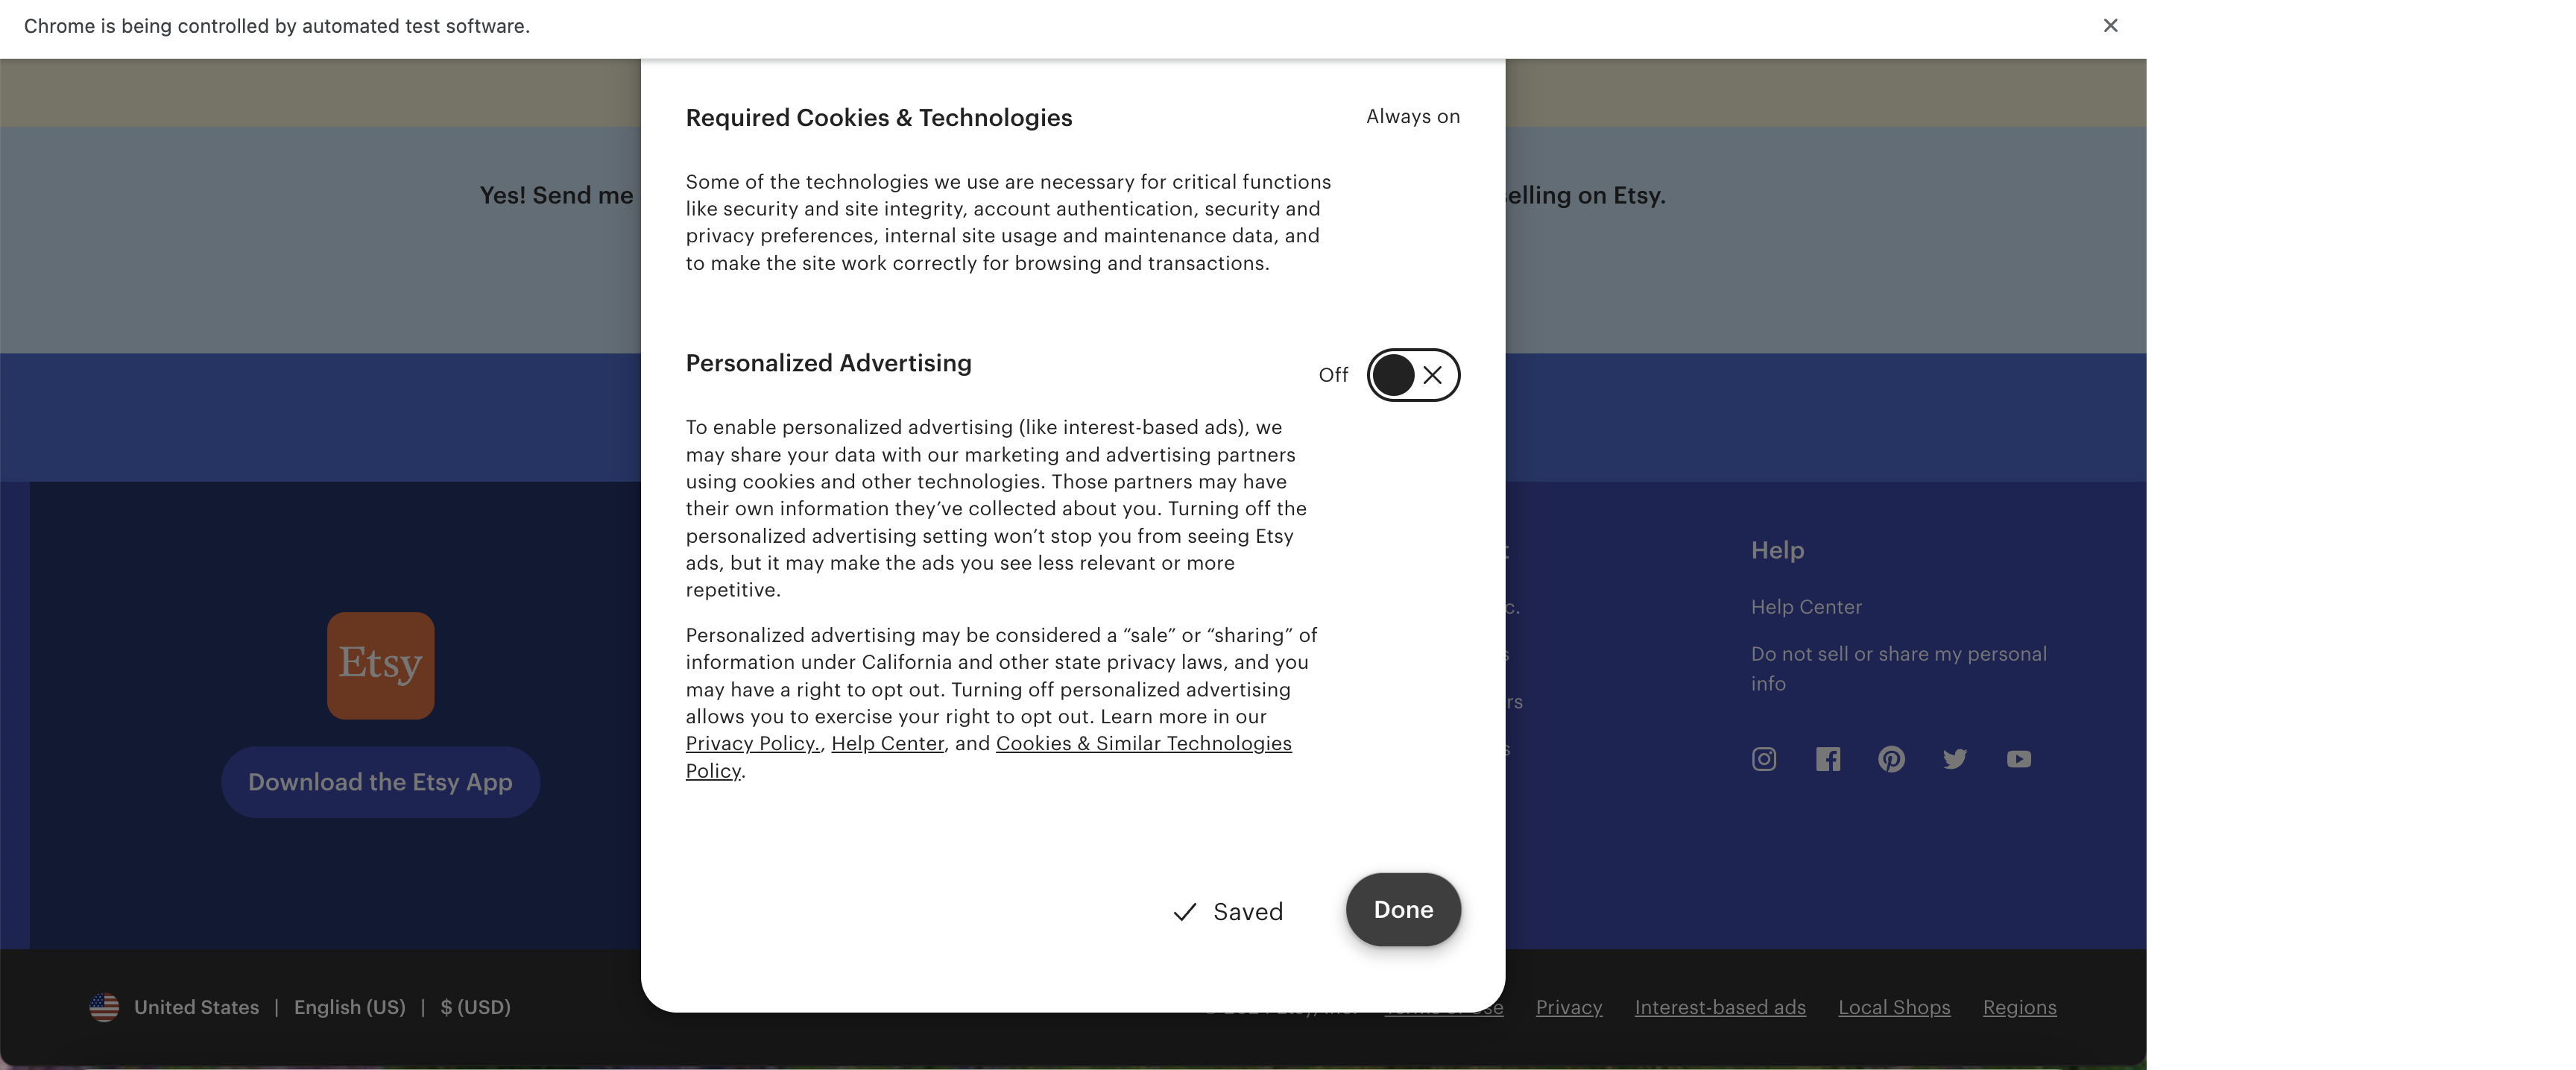 Chrome is being controlled by automated test software.
Required Cookies & Technologies
Always on
Some of the technologies we use are necessary for critical functions
like security and site integrity, account authentication, security and
privacy preferences, internal site usage and maintenance data, and
to make the site work correctly for browsing and transactions.
Yes! Send me
selling on Etsy.
Personalized Advertising
Off
To enable personalized advertising (like interest-based ads), we
may share your data with our marketing and advertising partners
using cookies and other technologies. Those partners may have
their own information they’ve collected about you. Turning off the
personalized advertising setting won’t stop you from seeing Etsy
ads, but it may make the ads you see less relevant or more
repetitive.
Personalized advertising may be considered a “sale” or “sharing” of
information under California and other state privacy laws, and you
may have a right to opt out. Turning off personalized advertising
allows you to exercise your right to opt out. Learn more in our
Privacy Policy., Help Center, and Cookies & Similar Technologies
Policy.
Saved
Done
Etsy
Download the Etsy App
Help
Help Center
Do not sell or share my personal
info
United States | English (US) | $ (USD)
Privacy
Interest-based ads
Local Shops
Regions